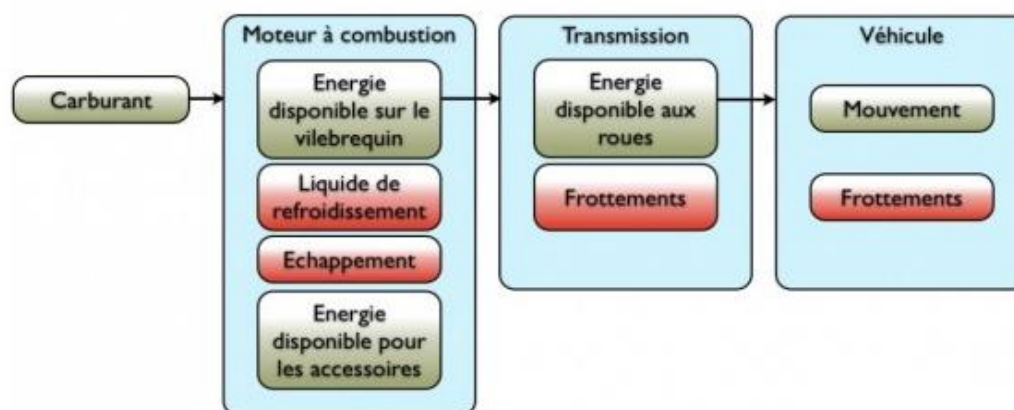 Carburant
Moteur à combustion
Energie
disponible sur le
vilebrequin
Liquide de
refroidissement
Echappement
Energie
disponible pour
les accessoires
Transmission
Energie
disponible aux
roues
Frottements
Véhicule
Mouvement
Frottements